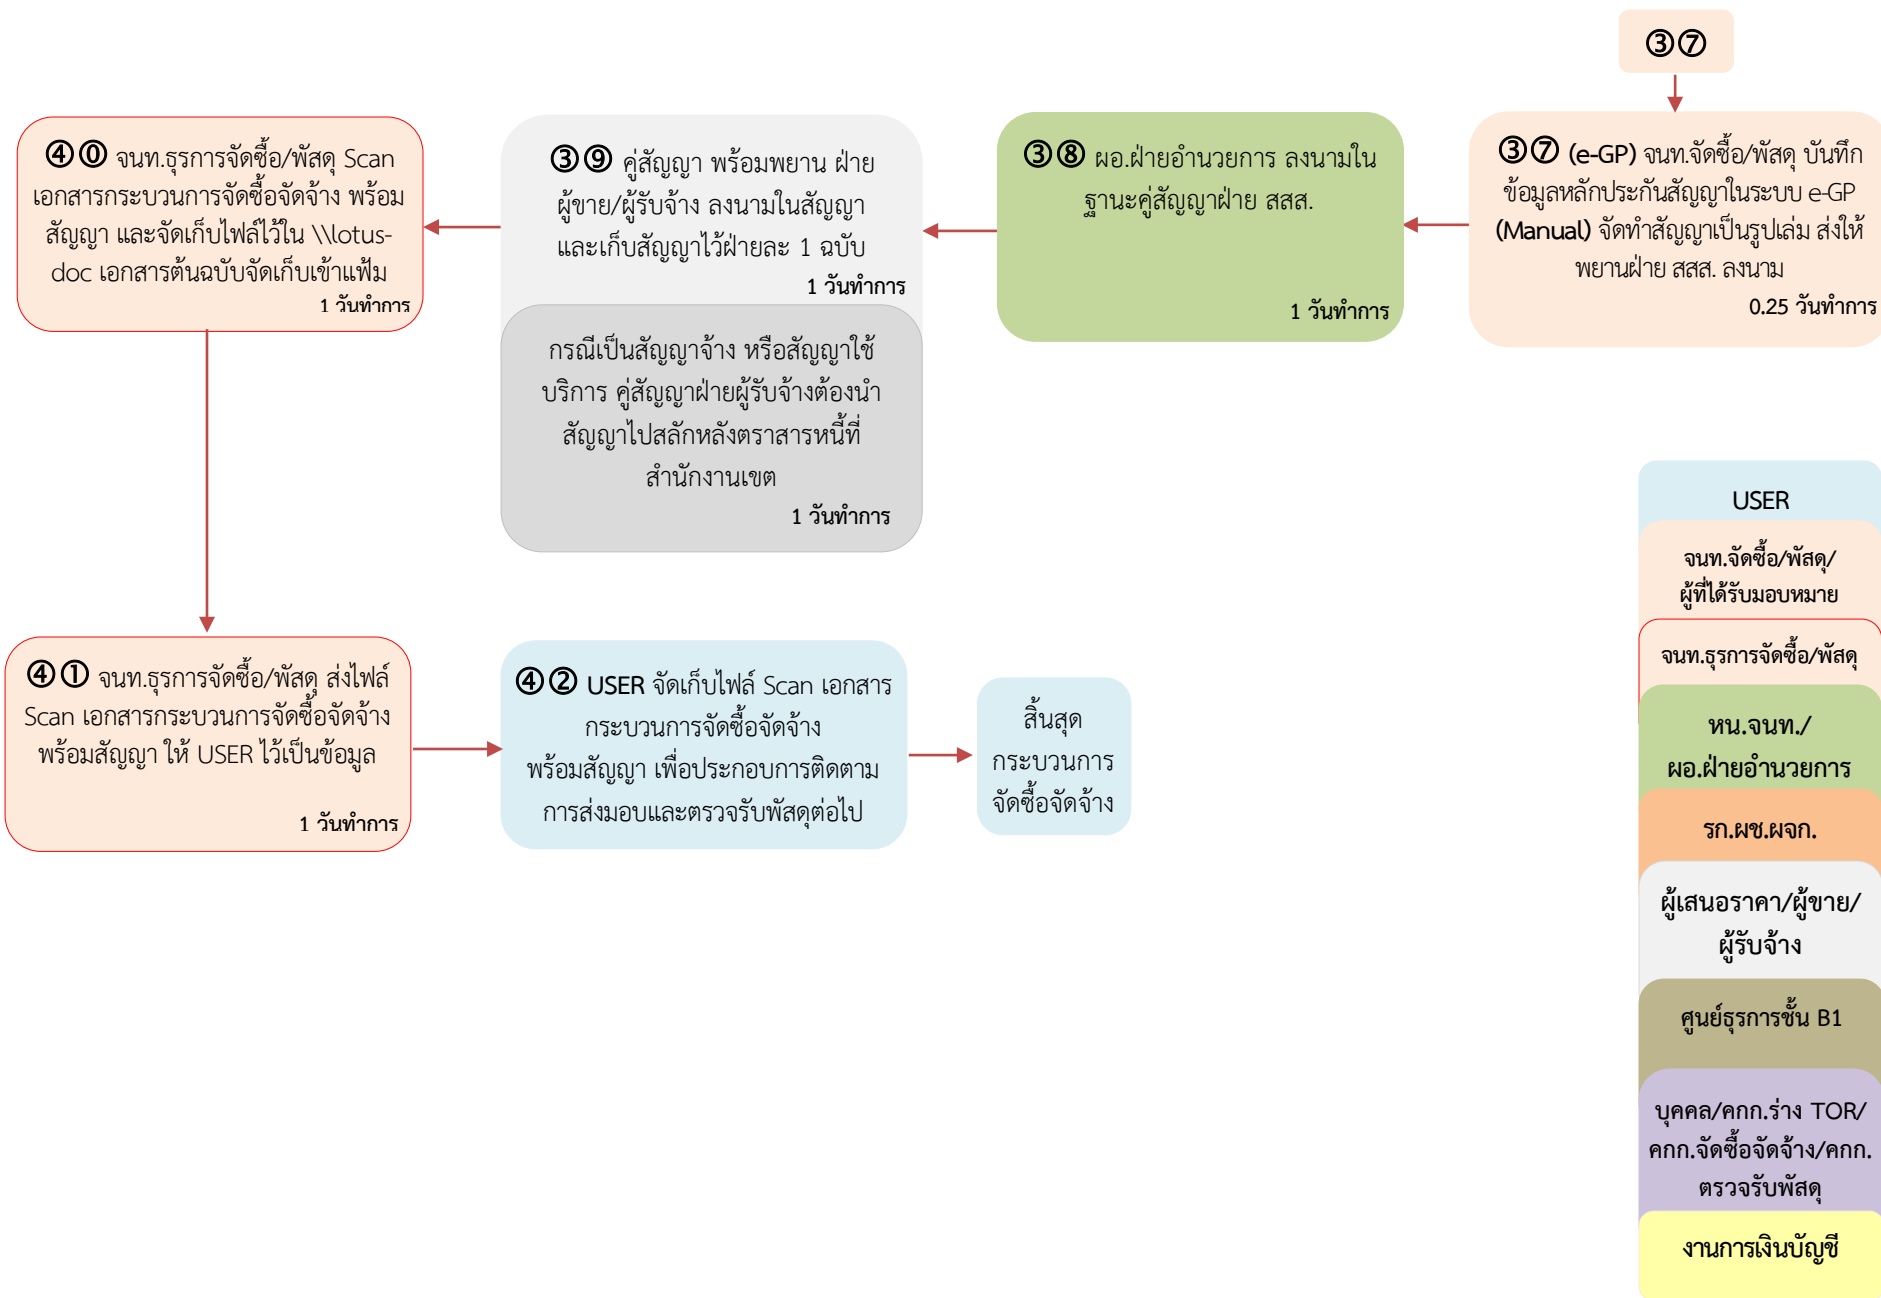 ③⑦
③⑦ (e-GP) จนท.จัดซื้อ/พัสดุ บันทึก
ข้อมูลหลักประกันสัญญาในระบบ e-GP
(Manual) จัดทำสัญญาเป็นรูปเล่ม ส่งให้
พยานฝ่าย สสส. ลงนาม
0.25 วันทำการ
③⑧ ผอ.ฝ่ายอำนวยการ ลงนามใน
ฐานะคู่สัญญาฝ่าย สสส.
1 วันทำการ
③⑨ คู่สัญญา พร้อมพยาน ฝ่าย
ผู้ขาย/ผู้รับจ้าง ลงนามในสัญญา
และเก็บสัญญาไว้ฝ่ายละ 1 ฉบับ
1 วันทำการ
กรณีเป็นสัญญาจ้าง หรือสัญญาใช้
บริการ คู่สัญญาฝ่ายผู้รับจ้างต้องนำ
สัญญาไปสลักหลังตราสารหนี้ที่
สำนักงานเขต
1 วันทำการ
④⓪ จนท.ธุรการจัดซื้อ/พัสดุ Scan
เอกสารกระบวนการจัดซื้อจัดจ้าง พร้อม
สัญญา และจัดเก็บไฟล์ไว้ใน \\lotus-
doc เอกสารต้นฉบับจัดเก็บเข้าแฟ้ม
1 วันทำการ
④① จนท.ธุรการจัดซื้อ/พัสดุ ส่งไฟล์
Scan เอกสารกระบวนการจัดซื้อจัดจ้าง
พร้อมสัญญา ให้ USER ไว้เป็นข้อมูล
1 วันทำการ
④② USER จัดเก็บไฟล์ Scan เอกสาร
กระบวนการจัดซื้อจัดจ้าง
พร้อมสัญญา เพื่อประกอบการติดตาม
การส่งมอบและตรวจรับพัสดุต่อไป
สิ้นสุด
กระบวนการ
จัดซื้อจัดจ้าง
USER
จนท.จัดซื้อ/พัสดุ/
ผู้ที่ได้รับมอบหมาย
จนท.ธุรการจัดซื้อ/พัสดุ
หน.จนท./
ผอ.ฝ่ายอำนวยการ
รก.ผช.ผจก.
ผู้เสนอราคา/ผู้ขาย/
ผู้รับจ้าง
ศูนย์ธุรการชั้น B1
บุคคล/คกก.ร่าง TOR/
คกก.จัดซื้อจัดจ้าง/คกก.
ตรวจรับพัสดุ
งานการเงินบัญชี